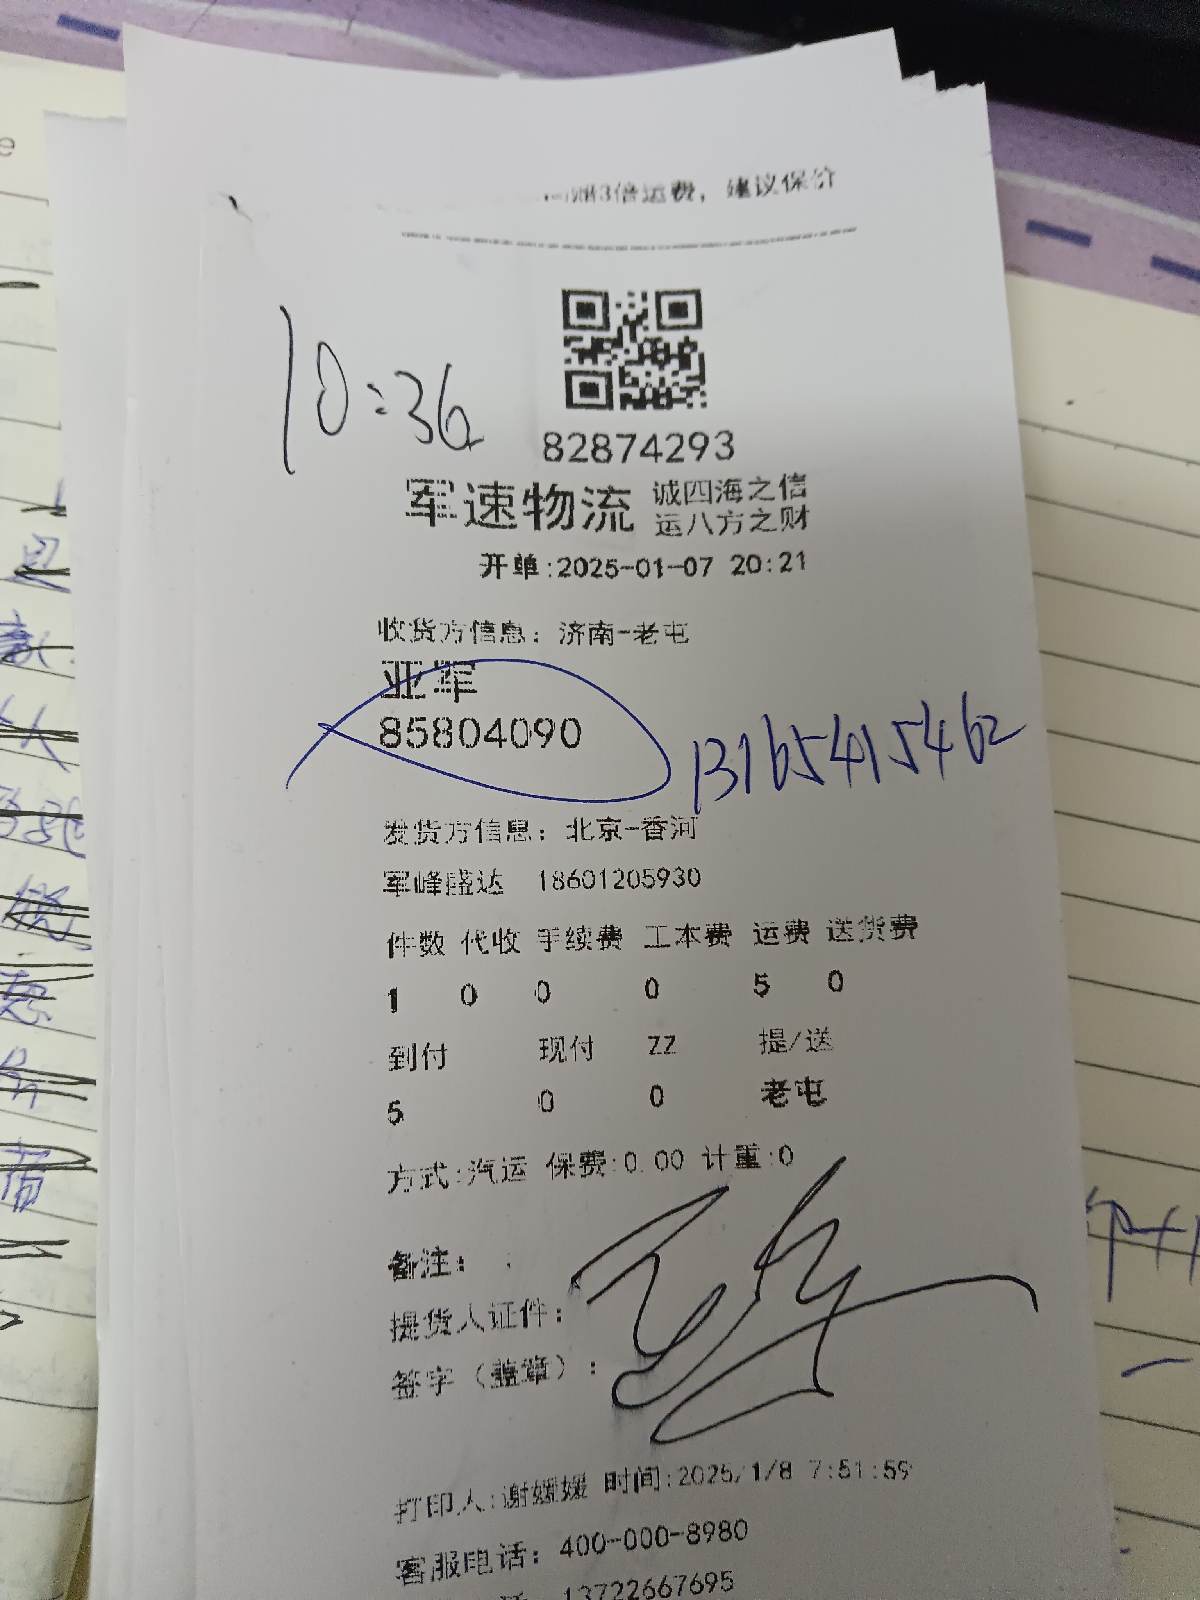 赔3倍运费，建议保价
10:36
82874293
军速物流 诚四海之信
运八方之财
开单:2025-01-07 20:21
收货方信息：济南-老屯
亚军
85804090
13165415462
发货方信息：北京-香河
军峰盛达 18601205930
件数 代收 手续费 工本费 运费 送货费
1 0 0 0 5 0
到付 现付 ZZ 提/送
5 0 0 老屯
方式:汽运 保费:0.00 计重:0
备注:
提货人证件:
签字（盖章）:
打印人:谢媛媛 时间:2025/1/8 7:51:59
客服电话: 400-000-8980
13722667695